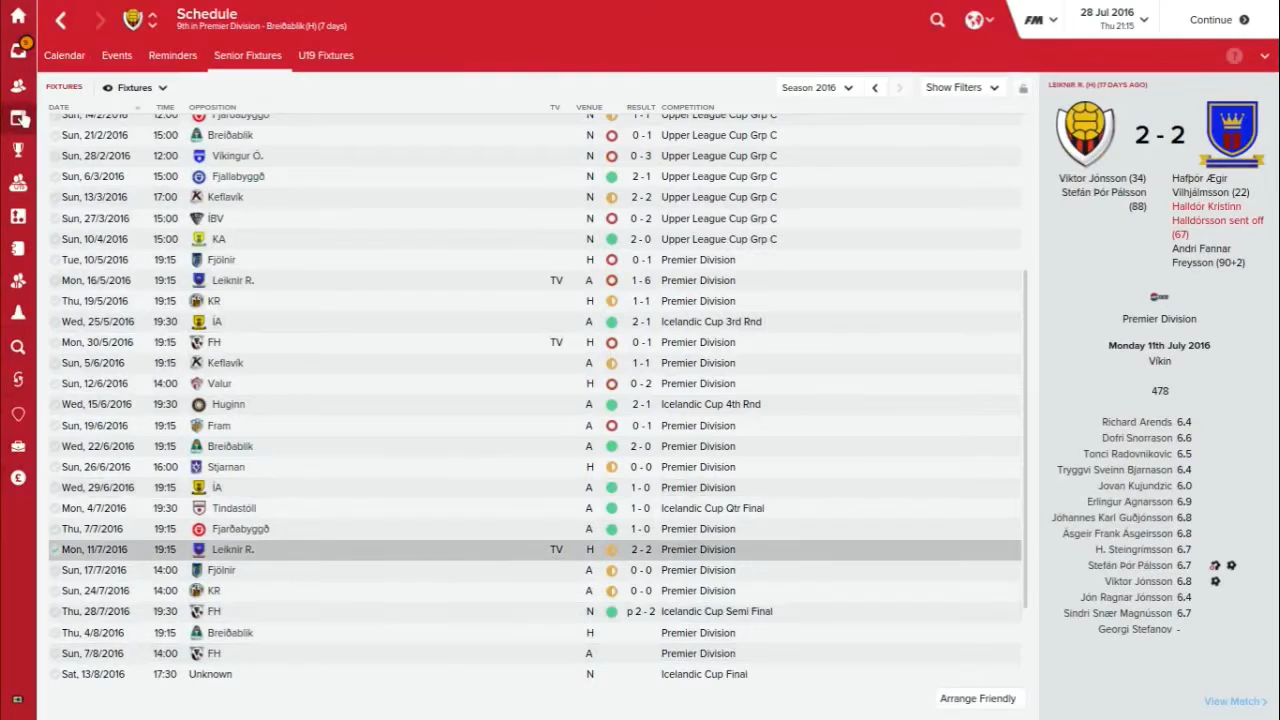 Schedule
9th in Premier Division - Breiðablik (H) (7 days)
FM
28 Jul 2016
Thu 21:15
Continue
Calendar Events Reminders Senior Fixtures U19 Fixtures
FIXTURES Fixtures Season 2016 Show Filters
DATE TIME OPPOSITION TV VENUE RESULT COMPETITION
Sun, 14/2/2016 12:00 Fjarðabyggð N 1 - 1 Upper League Cup Grp C
Sun, 21/2/2016 15:00 Breiðablik N 0 - 1 Upper League Cup Grp C
Sun, 28/2/2016 12:00 Víkingur Ó. N 0 - 3 Upper League Cup Grp C
Sun, 6/3/2016 15:00 Fjallabyggð N 2 - 1 Upper League Cup Grp C
Sun, 13/3/2016 17:00 Keflavík N 2 - 2 Upper League Cup Grp C
Sun, 27/3/2016 15:00 ÍBV N 0 - 2 Upper League Cup Grp C
Sun, 10/4/2016 15:00 KA N 2 - 0 Upper League Cup Grp C
Tue, 10/5/2016 19:15 Fjölnir H 0 - 1 Premier Division
Mon, 16/5/2016 19:15 Leiknir R. TV A 1 - 6 Premier Division
Thu, 19/5/2016 19:15 KR H 1 - 1 Premier Division
Wed, 25/5/2016 19:30 ÍA A 2 - 1 Icelandic Cup 3rd Rnd
Mon, 30/5/2016 19:15 FH TV H 0 - 1 Premier Division
Sun, 5/6/2016 19:15 Keflavík A 1 - 1 Premier Division
Sun, 12/6/2016 14:00 Valur H 0 - 2 Premier Division
Wed, 15/6/2016 19:30 Huginn A 2 - 1 Icelandic Cup 4th Rnd
Sun, 19/6/2016 19:15 Fram A 0 - 1 Premier Division
Wed, 22/6/2016 19:15 Breiðablik A 2 - 0 Premier Division
Sun, 26/6/2016 16:00 Stjarnan H 0 - 0 Premier Division
Wed, 29/6/2016 19:15 ÍA A 1 - 0 Premier Division
Mon, 4/7/2016 19:30 Tindastóll A 1 - 0 Icelandic Cup Qtr Final
Thu, 7/7/2016 19:15 Fjarðabyggð A 1 - 0 Premier Division
Mon, 11/7/2016 19:15 Leiknir R. TV H 2 - 2 Premier Division
Sun, 17/7/2016 14:00 Fjölnir A 0 - 0 Premier Division
Sun, 24/7/2016 14:00 KR A 0 - 0 Premier Division
Thu, 28/7/2016 19:30 FH N p2 - 2 Icelandic Cup Semi Final
Thu, 4/8/2016 19:15 Breiðablik H Premier Division
Sun, 7/8/2016 14:00 FH A Premier Division
Sat, 13/8/2016 17:30 Unknown N Icelandic Cup Final
Arrange Friendly
LEIKNIR R. (H) (17 DAYS AGO)
2 - 2
Viktor Jónsson (34)
Stefán Þór Pálsson
(88)
Hafþór Ægir
Vilhjálmsson (22)
Halldór Kristinn
Halldórsson sent off
(67)
Andri Fannar
Freysson (90+2)
Premier Division
Monday 11th July 2016
Víkin
478
Richard Arends 6.4
Dofri Snorrason 6.6
Tonci Radovnikovic 6.5
Tryggvi Sveinn Bjarnason 6.4
Jovan Kujundzic 6.0
Erlingur Agnarsson 6.9
Jóhannes Karl Guðjónsson 6.8
Ásgeir Frank Ásgeirsson 6.8
H. Steingrímsson 6.7
Stefán Þór Pálsson 6.7
Viktor Jónsson 6.8
Jón Ragnar Jónsson 6.4
Sindri Snær Magnússon 6.7
Georgi Stefanov -
View Match >